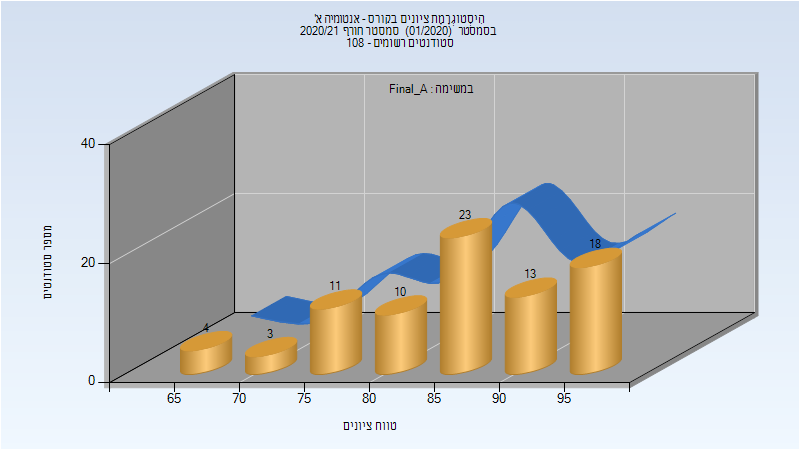 היסטוגרמת ציונים בקורס - אנטומיה א'
בסמסטר (01/2020) סמסטר חורף 2020/21
סטודנטים רשומים - 108
במשימה : Final_A
מספר סטודנטים
40
20
0
4
3
11
10
23
13
18
65
70
75
80
85
90
95
טווח ציונים